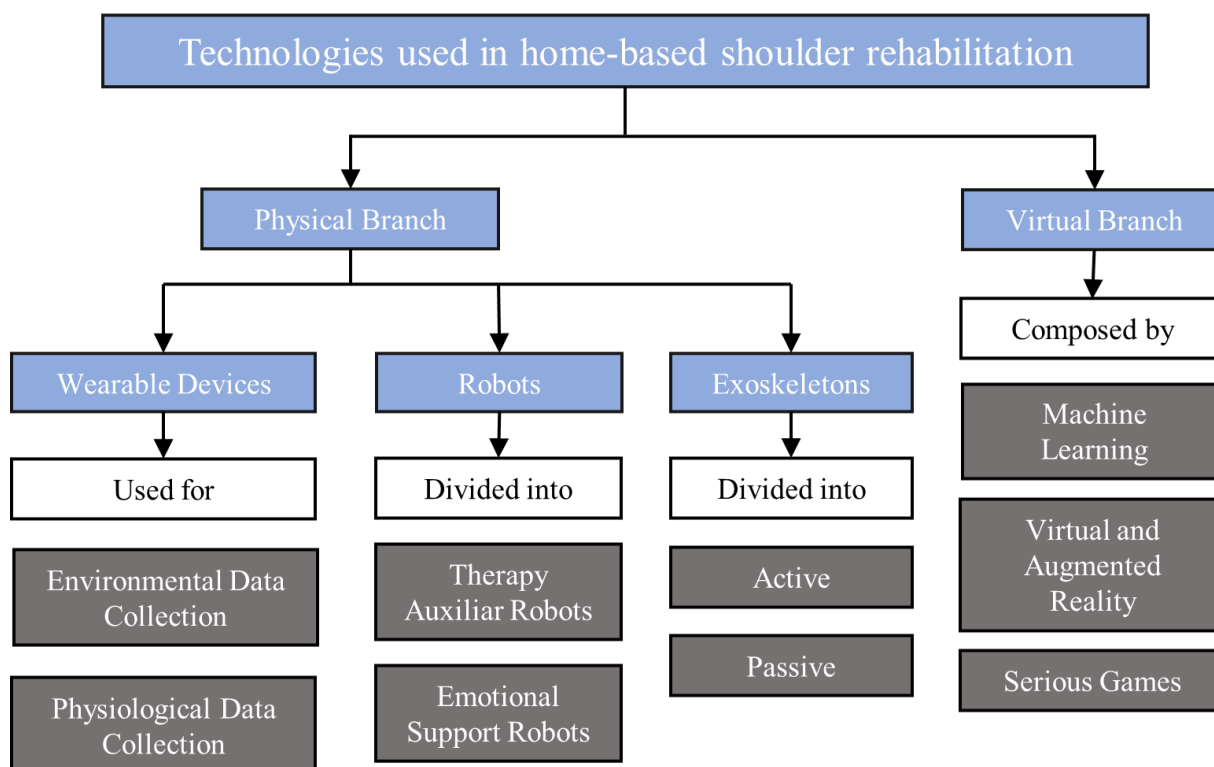 Technologies used in home-based shoulder rehabilitation
Physical Branch
Virtual Branch
Wearable Devices
Robots
Exoskeletons
Composed by
Used for
Divided into
Divided into
Machine
Learning
Environmental Data
Collection
Therapy
Auxiliar Robots
Active
Virtual and
Augmented
Reality
Physiological Data
Collection
Emotional
Support Robots
Passive
Serious Games